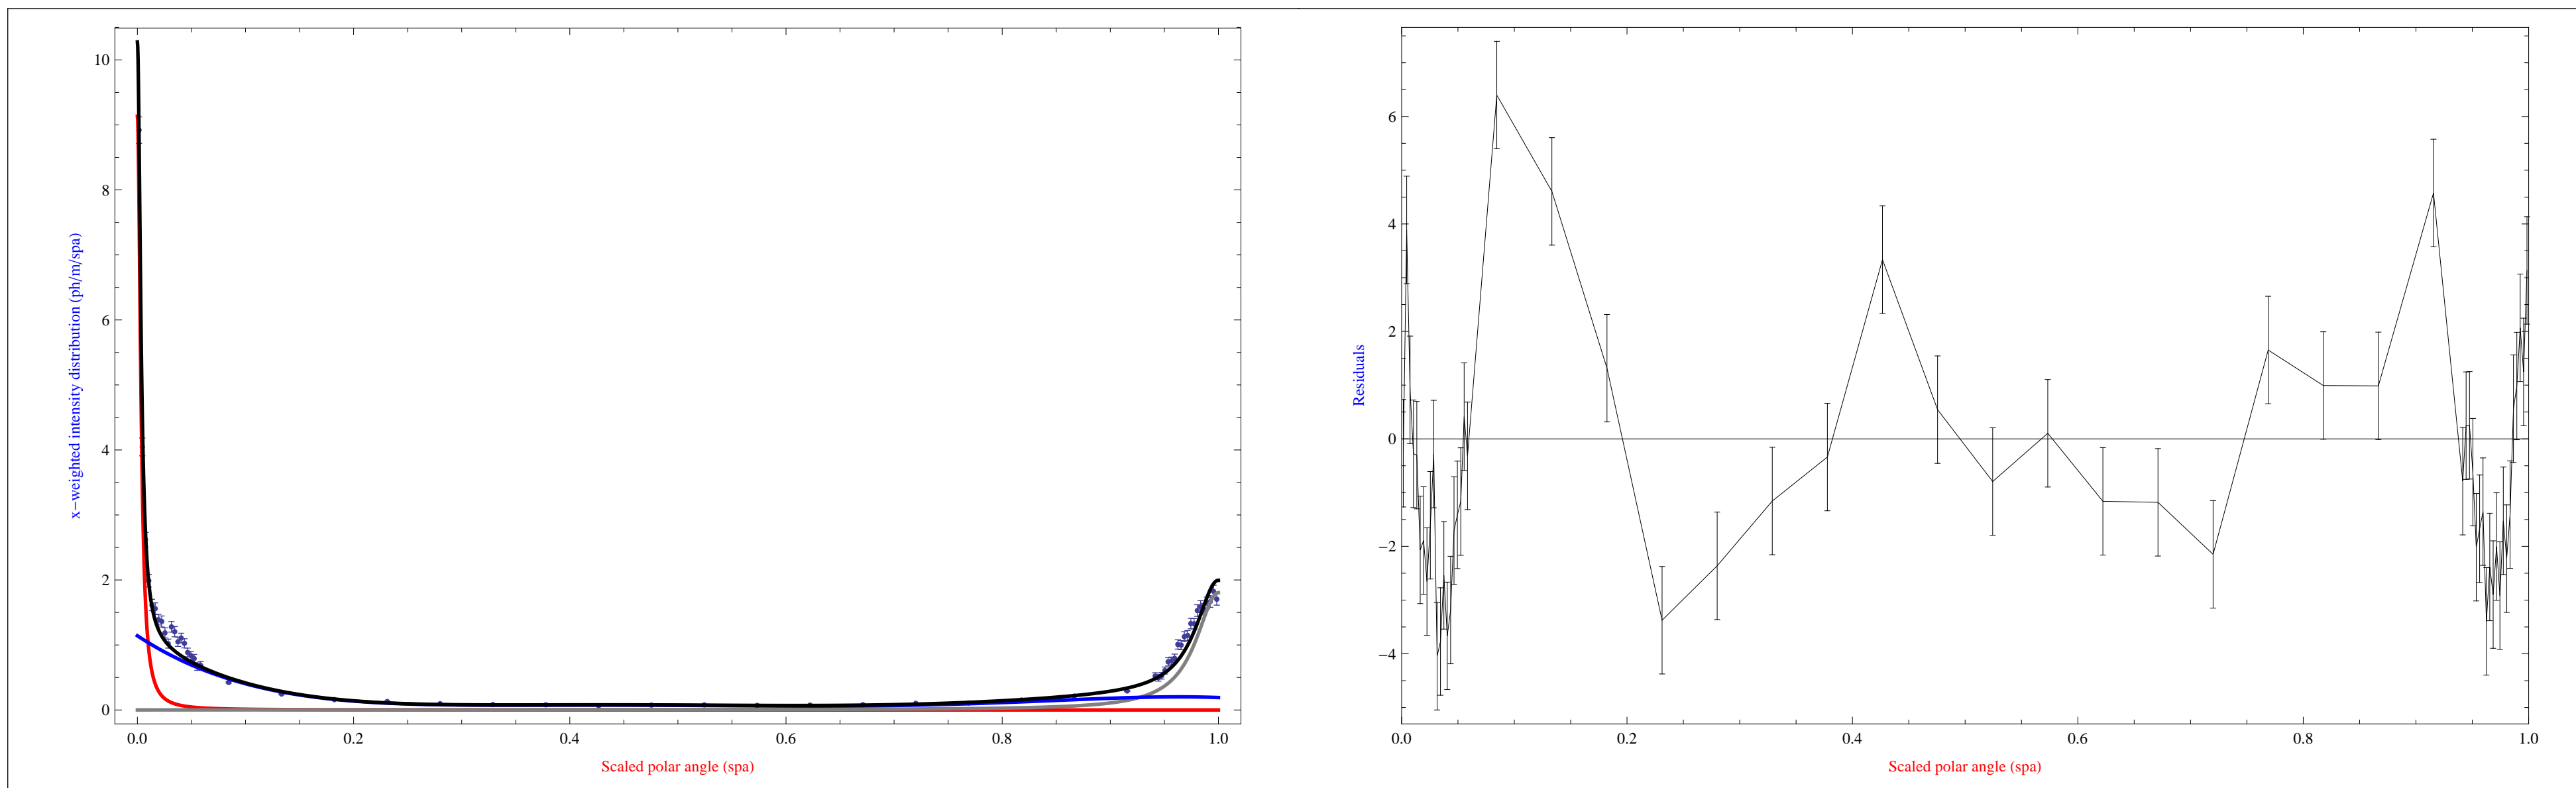 10
8
6
4
2
0
x−weighted intensity distribution (ph/m/spa)
0.0 0.2 0.4 0.6 0.8 1.0
Scaled polar angle (spa)
6
4
2
0
−2
−4
Residuals
0.0 0.2 0.4 0.6 0.8 1.0
Scaled polar angle (spa)